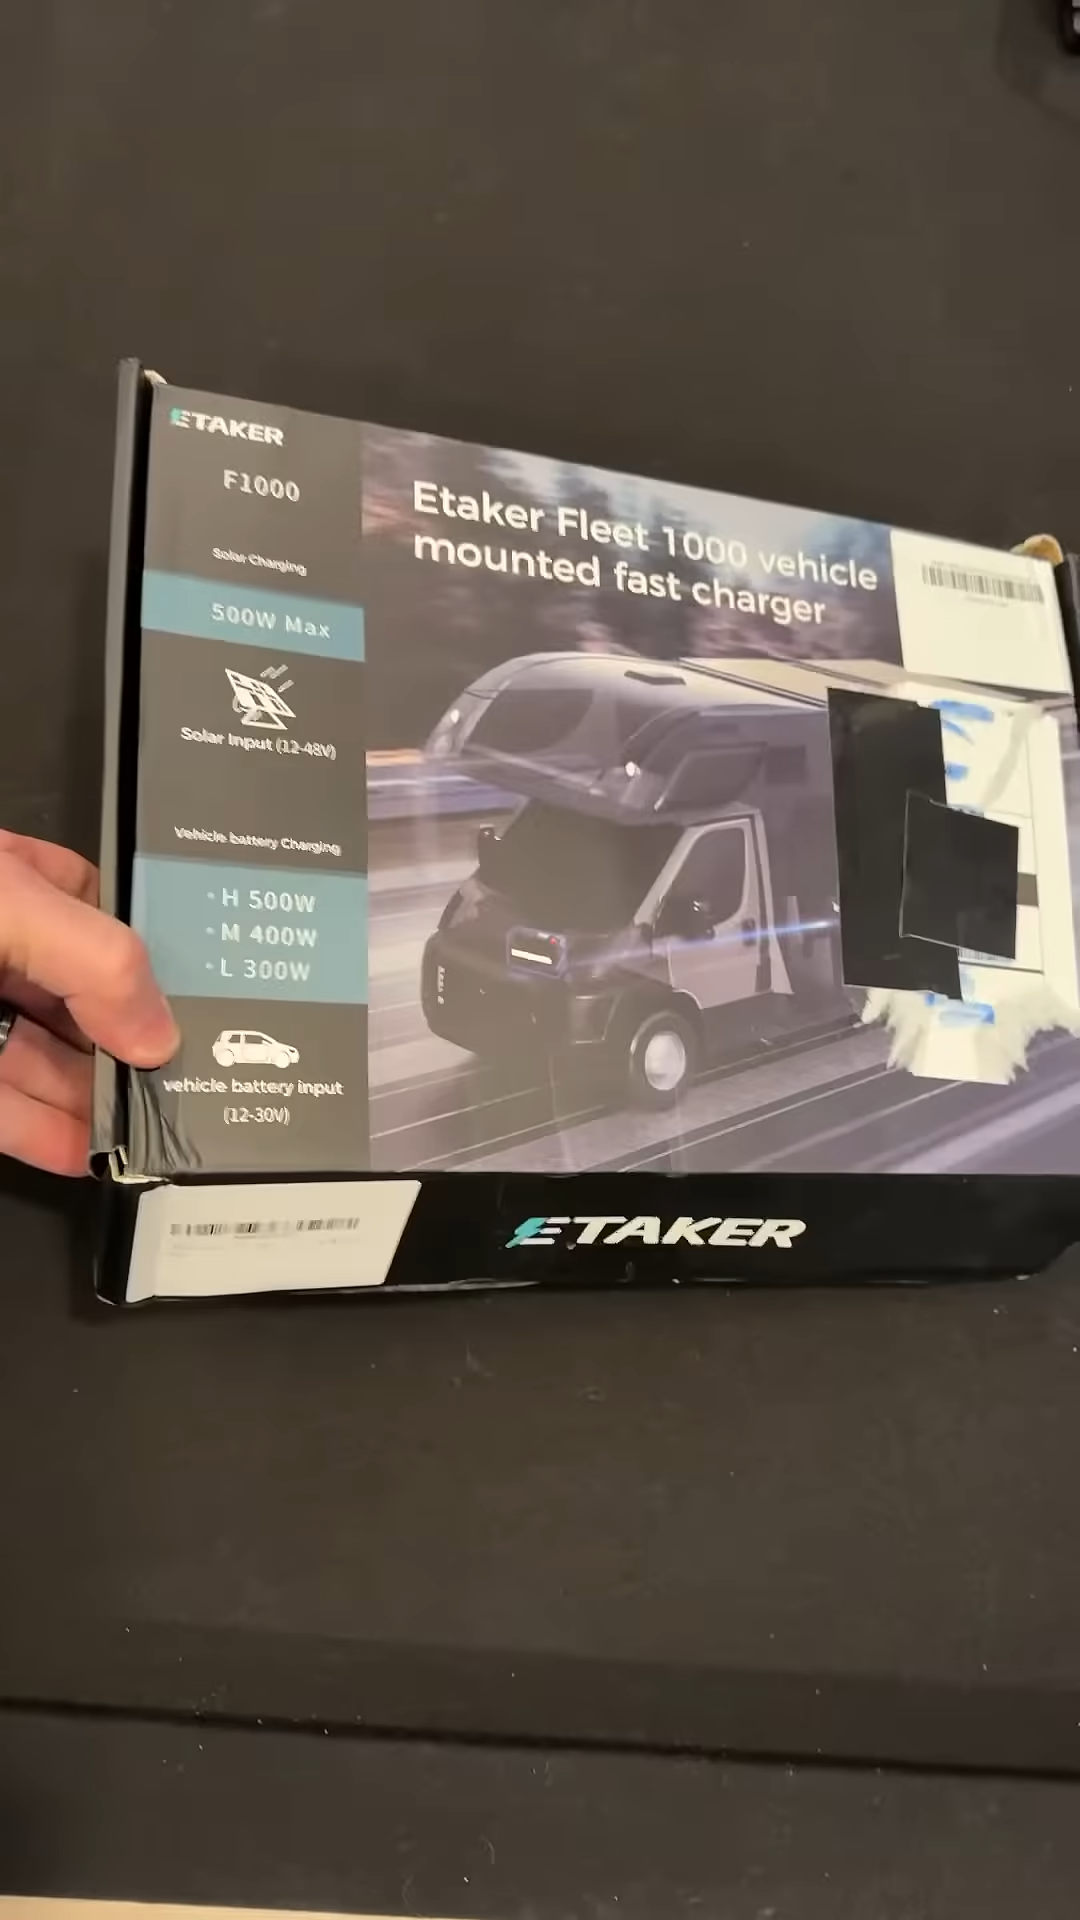 ETAKER
F1000
Solar Charging
500W Max
Solar Input (12-48V)
Vehicle battery Charging
• H 500W
• M 400W
• L 300W
vehicle battery input
(12-30V)
Etaker Fleet 1000 vehicle
mounted fast charger
ETAKER